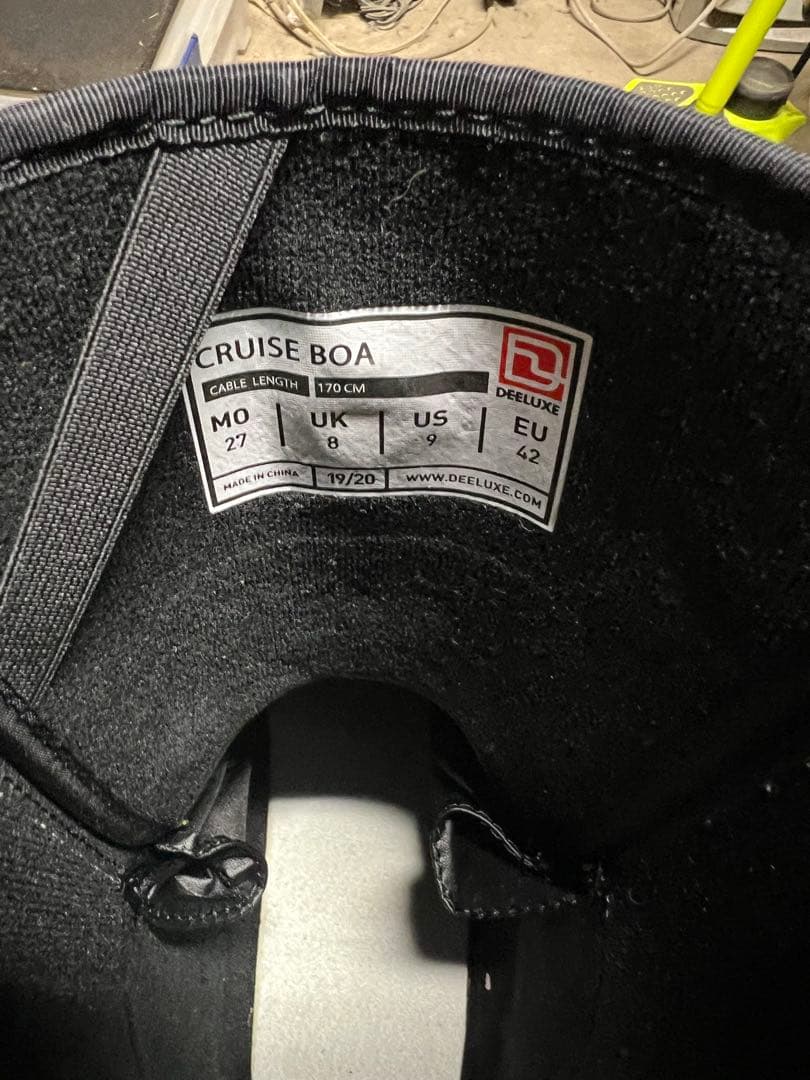 CRUISE BOA
CABLE LENGTH 170 CM
DEELUXE
MO UK US EU
27 8 9 42
MADE IN CHINA 19/20 WWW.DEELUXE.COM